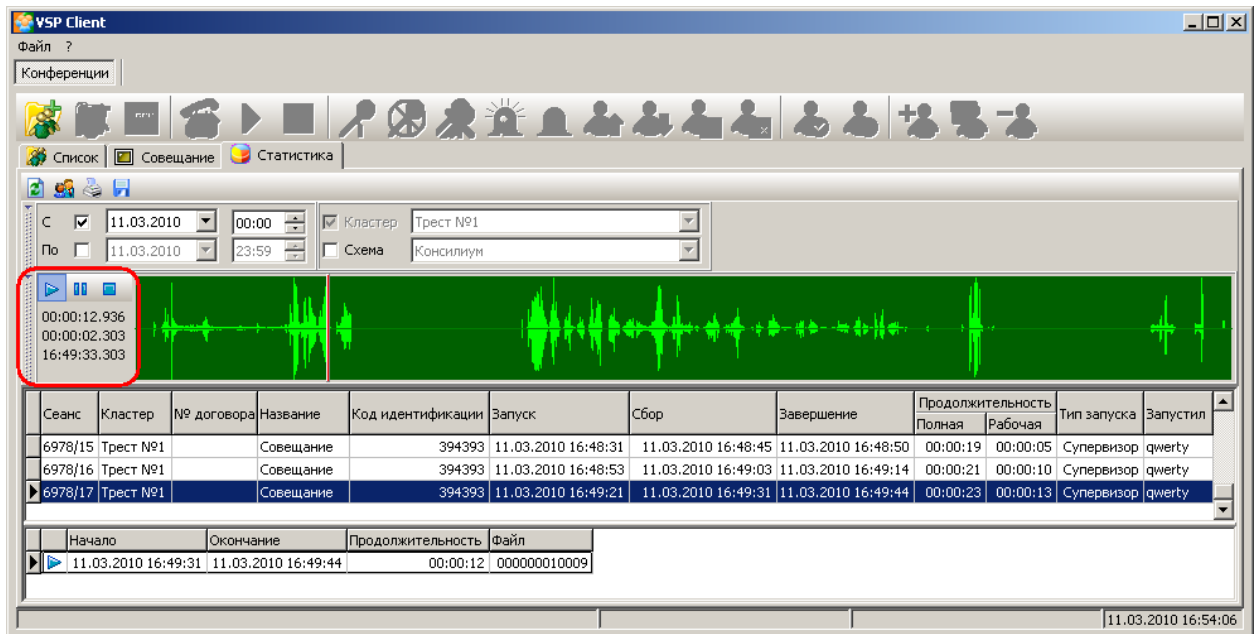 VSP Client
Файл ?
Конференции
Список Совещание Статистика
С 11.03.2010 00:00 Кластер Трест №1
По 11.03.2010 23:59 Схема Консилиум
00:00:12.936
00:00:02.303
16:49:33.303
Сеанс Кластер № договора Название Код идентификации Запуск Сбор Завершение Продолжительность Тип запуска Запустил
Полная Рабочая
6978/15 Трест №1 Совещание 394393 11.03.2010 16:48:31 11.03.2010 16:48:45 11.03.2010 16:48:50 00:00:19 00:00:05 Супервизор qwerty
6978/16 Трест №1 Совещание 394393 11.03.2010 16:48:53 11.03.2010 16:49:03 11.03.2010 16:49:14 00:00:21 00:00:10 Супервизор qwerty
6978/17 Трест №1 Совещание 394393 11.03.2010 16:49:21 11.03.2010 16:49:31 11.03.2010 16:49:44 00:00:23 00:00:13 Супервизор qwerty
Начало Окончание Продолжительность Файл
11.03.2010 16:49:31 11.03.2010 16:49:44 00:00:12 000000010009
11.03.2010 16:54:06